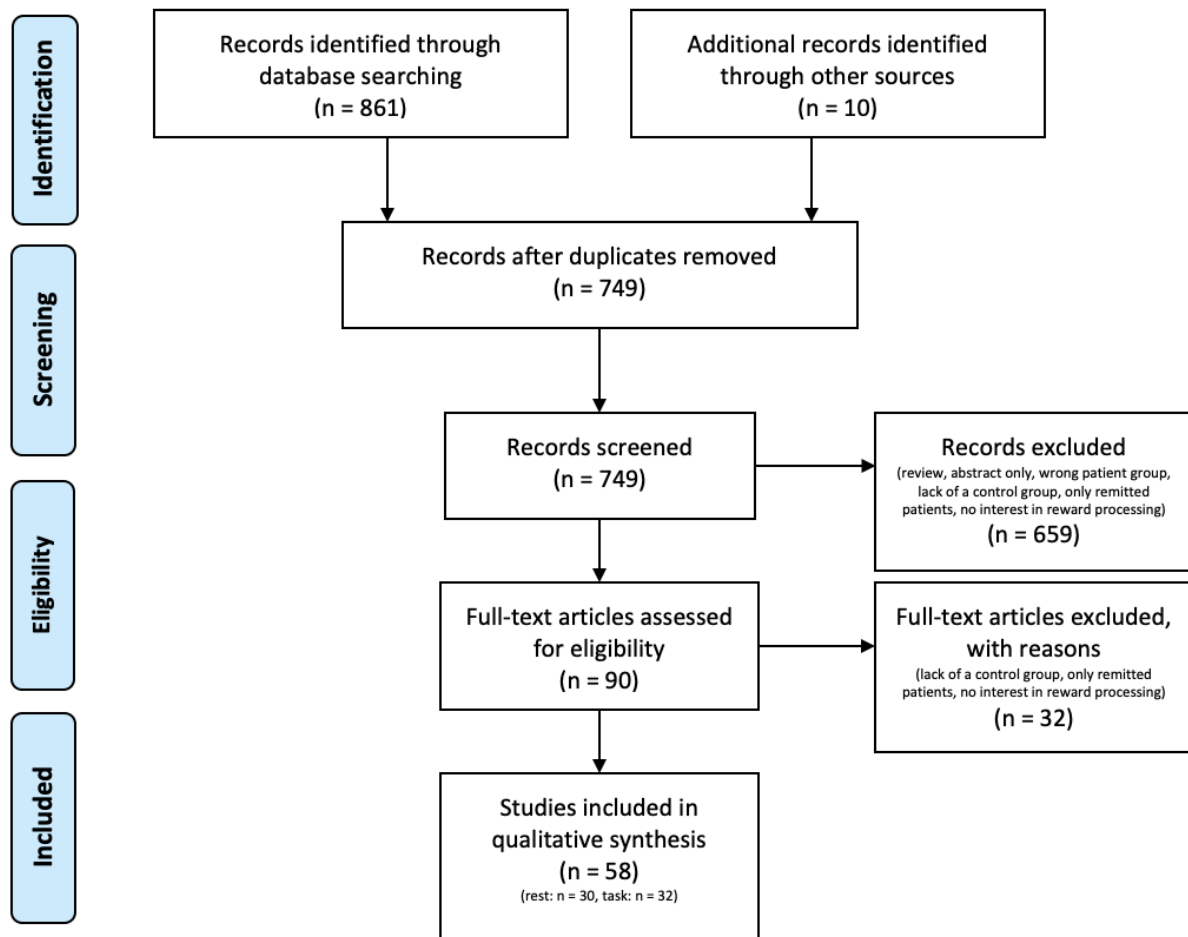 Identification
Records identified through
database searching
(n = 861)
Additional records identified
through other sources
(n = 10)
Screening
Records after duplicates removed
(n = 749)
Records screened
(n = 749)
Records excluded
(review, abstract only, wrong patient group,
lack of a control group, only remitted
patients, no interest in reward processing)
(n = 659)
Eligibility
Full-text articles assessed
for eligibility
(n = 90)
Full-text articles excluded,
with reasons
(lack of a control group, only remitted
patients, no interest in reward processing)
(n = 32)
Included
Studies included in
qualitative synthesis
(n = 58)
(rest: n = 30, task: n = 32)